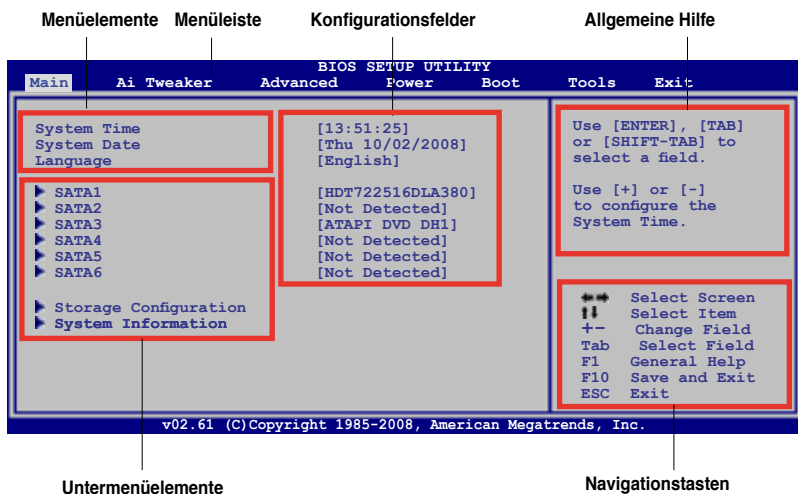 Menüelemente Menüleiste Konfigurationsfelder Allgemeine Hilfe
BIOS SETUP UTILITY
Main Ai Tweaker Advanced Power Boot Tools Exit
System Time [13:51:25]
System Date [Thu 10/02/2008]
Language [English]
SATA1 [HDT722516DLA380]
SATA2 [Not Detected]
SATA3 [ATAPI DVD DH1]
SATA4 [Not Detected]
SATA5 [Not Detected]
SATA6 [Not Detected]
Storage Configuration
System Information
Use [ENTER], [TAB]
or [SHIFT-TAB] to
select a field.
Use [+] or [-]
to configure the
System Time.
Select Screen
Select Item
+- Change Field
Tab Select Field
F1 General Help
F10 Save and Exit
ESC Exit
v02.61 (C)Copyright 1985-2008, American Megatrends, Inc.
Untermenüelemente Navigationstasten